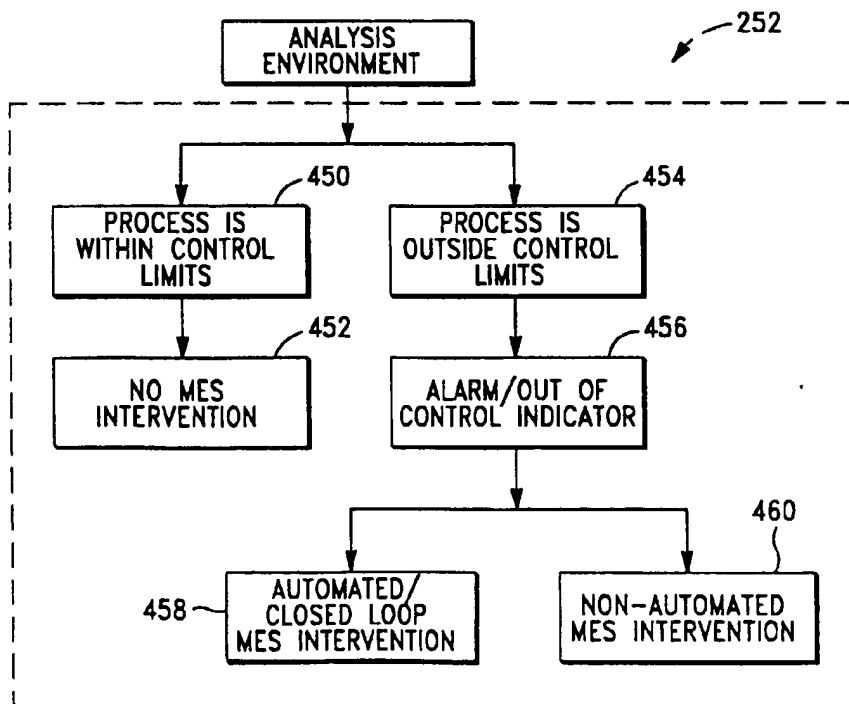 ANALYSIS
ENVIRONMENT
252
450
454
PROCESS IS
WITHIN CONTROL
LIMITS
PROCESS IS
OUTSIDE CONTROL
LIMITS
452
456
NO MES
INTERVENTION
ALARM/OUT OF
CONTROL INDICATOR
460
458
AUTOMATED/
CLOSED LOOP
MES INTERVENTION
NON-AUTOMATED
MES INTERVENTION